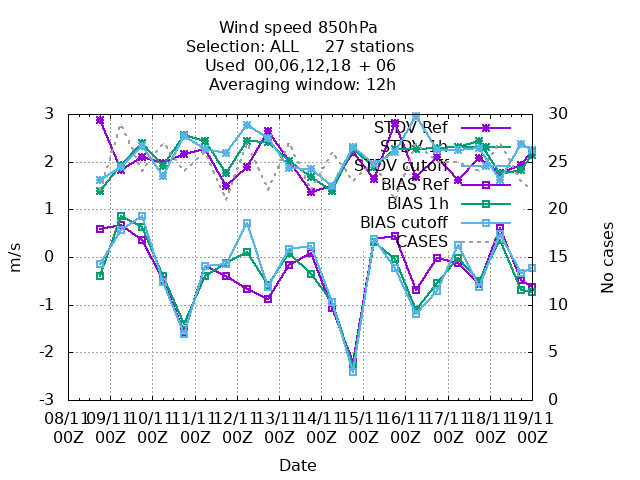 Wind speed 850hPa
Selection: ALL 27 stations
Used 00,06,12,18 + 06
Averaging window: 12h
3 30
STDV Ref
STDV 1h
2 25
STDV cutoff
BIAS Ref
1 20
BIAS 1h
BIAS cutoff
CASES
0 15
m/s
No cases
-1 10
-2 5
-3 0
08/11 09/11 10/11 11/11 12/11 13/11 14/11 15/11 16/11 17/11 18/11 19/11
00Z 00Z 00Z 00Z 00Z 00Z 00Z 00Z 00Z 00Z 00Z 00Z
Date